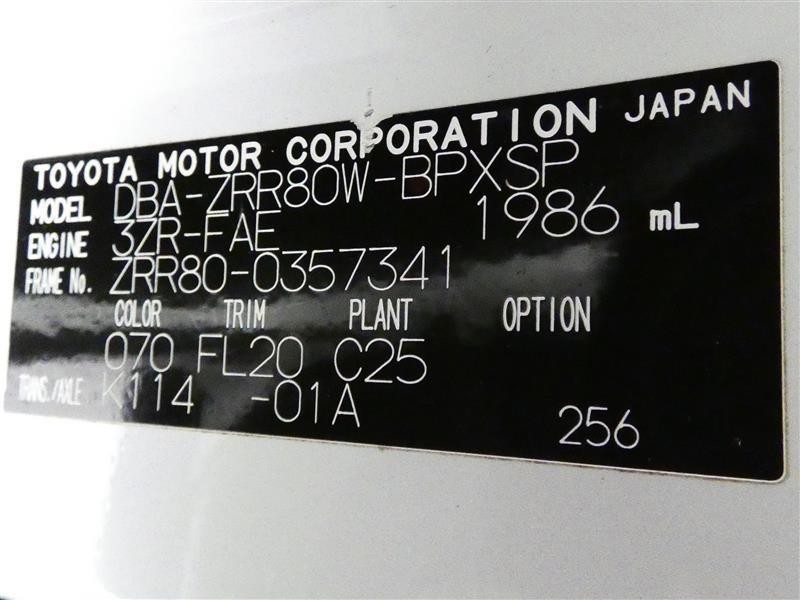 TOYOTA MOTOR CORPORATION JAPAN
MODEL DBA-ZRR80W-BPXSP
ENGINE 3ZR-FAE 1986 mL
FRAME No. ZRR80-0357341
COLOR TRIM PLANT OPTION
070 FL20 C25
TRANS./AXLE K114 -01A
256